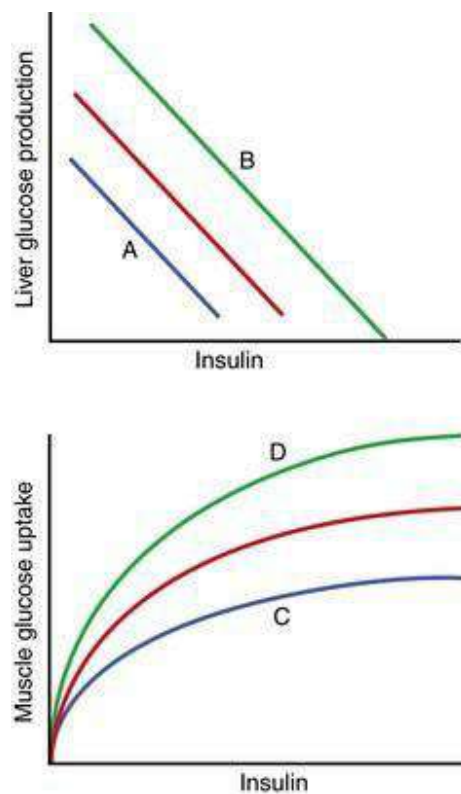 Liver glucose production
B
A
Insulin
Muscle glucose uptake
D
C
Insulin